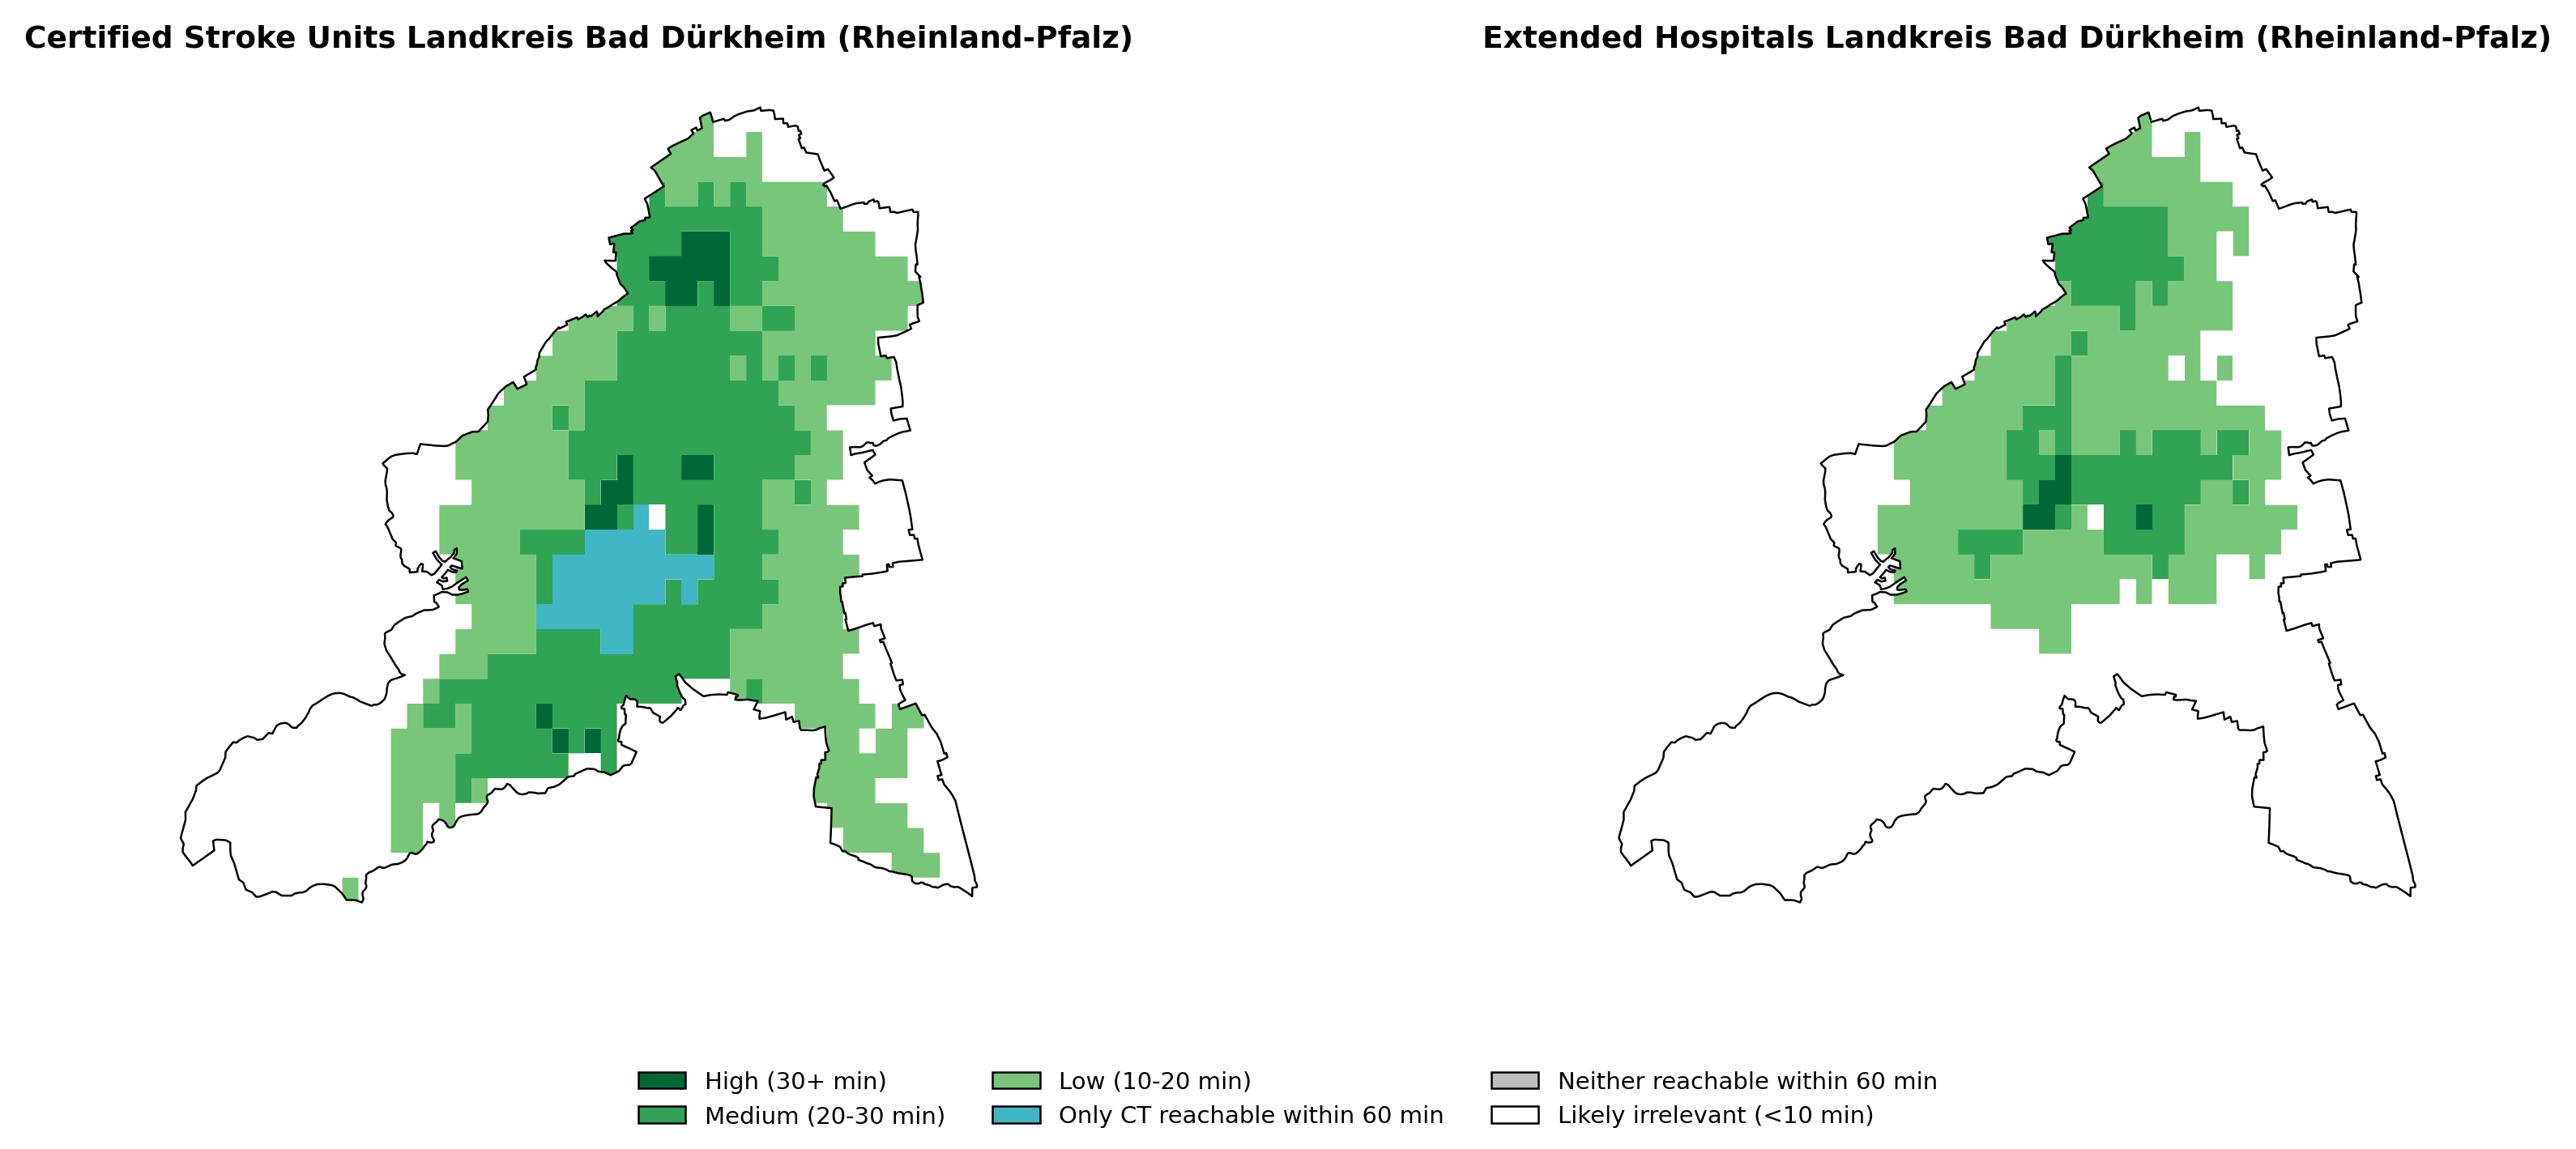 Certified Stroke Units Landkreis Bad Dürkheim (Rheinland-Pfalz)
Extended Hospitals Landkreis Bad Dürkheim (Rheinland-Pfalz)
High (30+ min)
Medium (20-30 min)
Low (10-20 min)
Only CT reachable within 60 min
Neither reachable within 60 min
Likely irrelevant (<10 min)